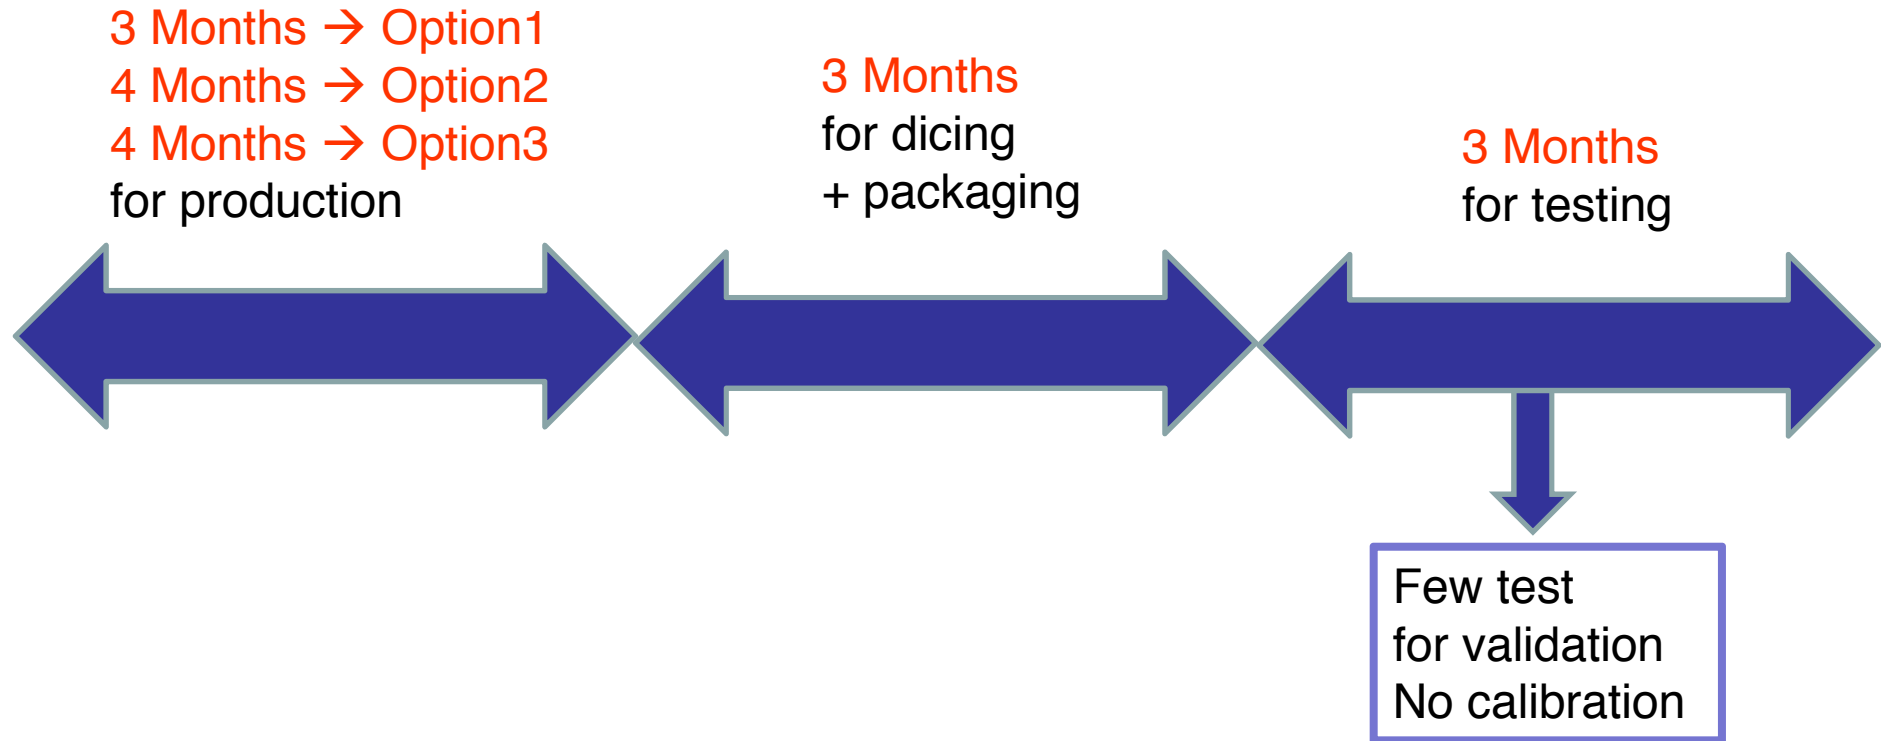 3 Months → Option1
4 Months → Option2
4 Months → Option3
for production
3 Months
for dicing
+ packaging
3 Months
for testing
Few test
for validation
No calibration